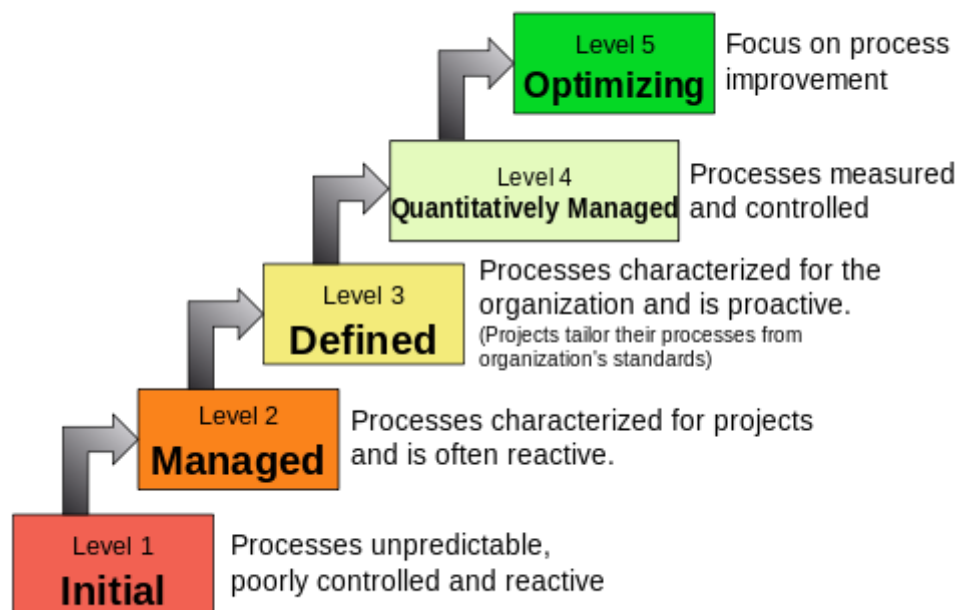 Level 5
Optimizing
Focus on process
improvement
Level 4
Quantitatively Managed
Processes measured
and controlled
Level 3
Defined
Processes characterized for the
organization and is proactive.
(Projects tailor their processes from
organization's standards)
Level 2
Managed
Processes characterized for projects
and is often reactive.
Level 1
Initial
Processes unpredictable,
poorly controlled and reactive